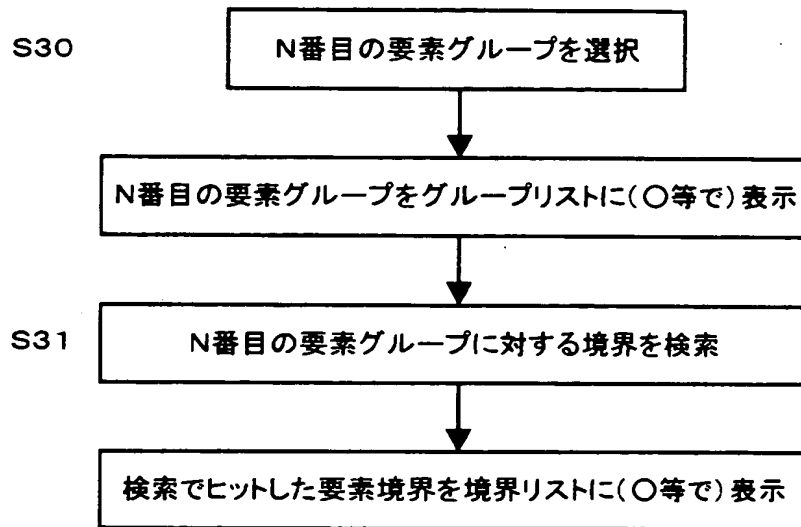 S30
N番目の要素グループを選択
N番目の要素グループをグループリストに(○等で)表示
S31
N番目の要素グループに対する境界を検索
検索でヒットした要素境界を境界リストに(○等で)表示